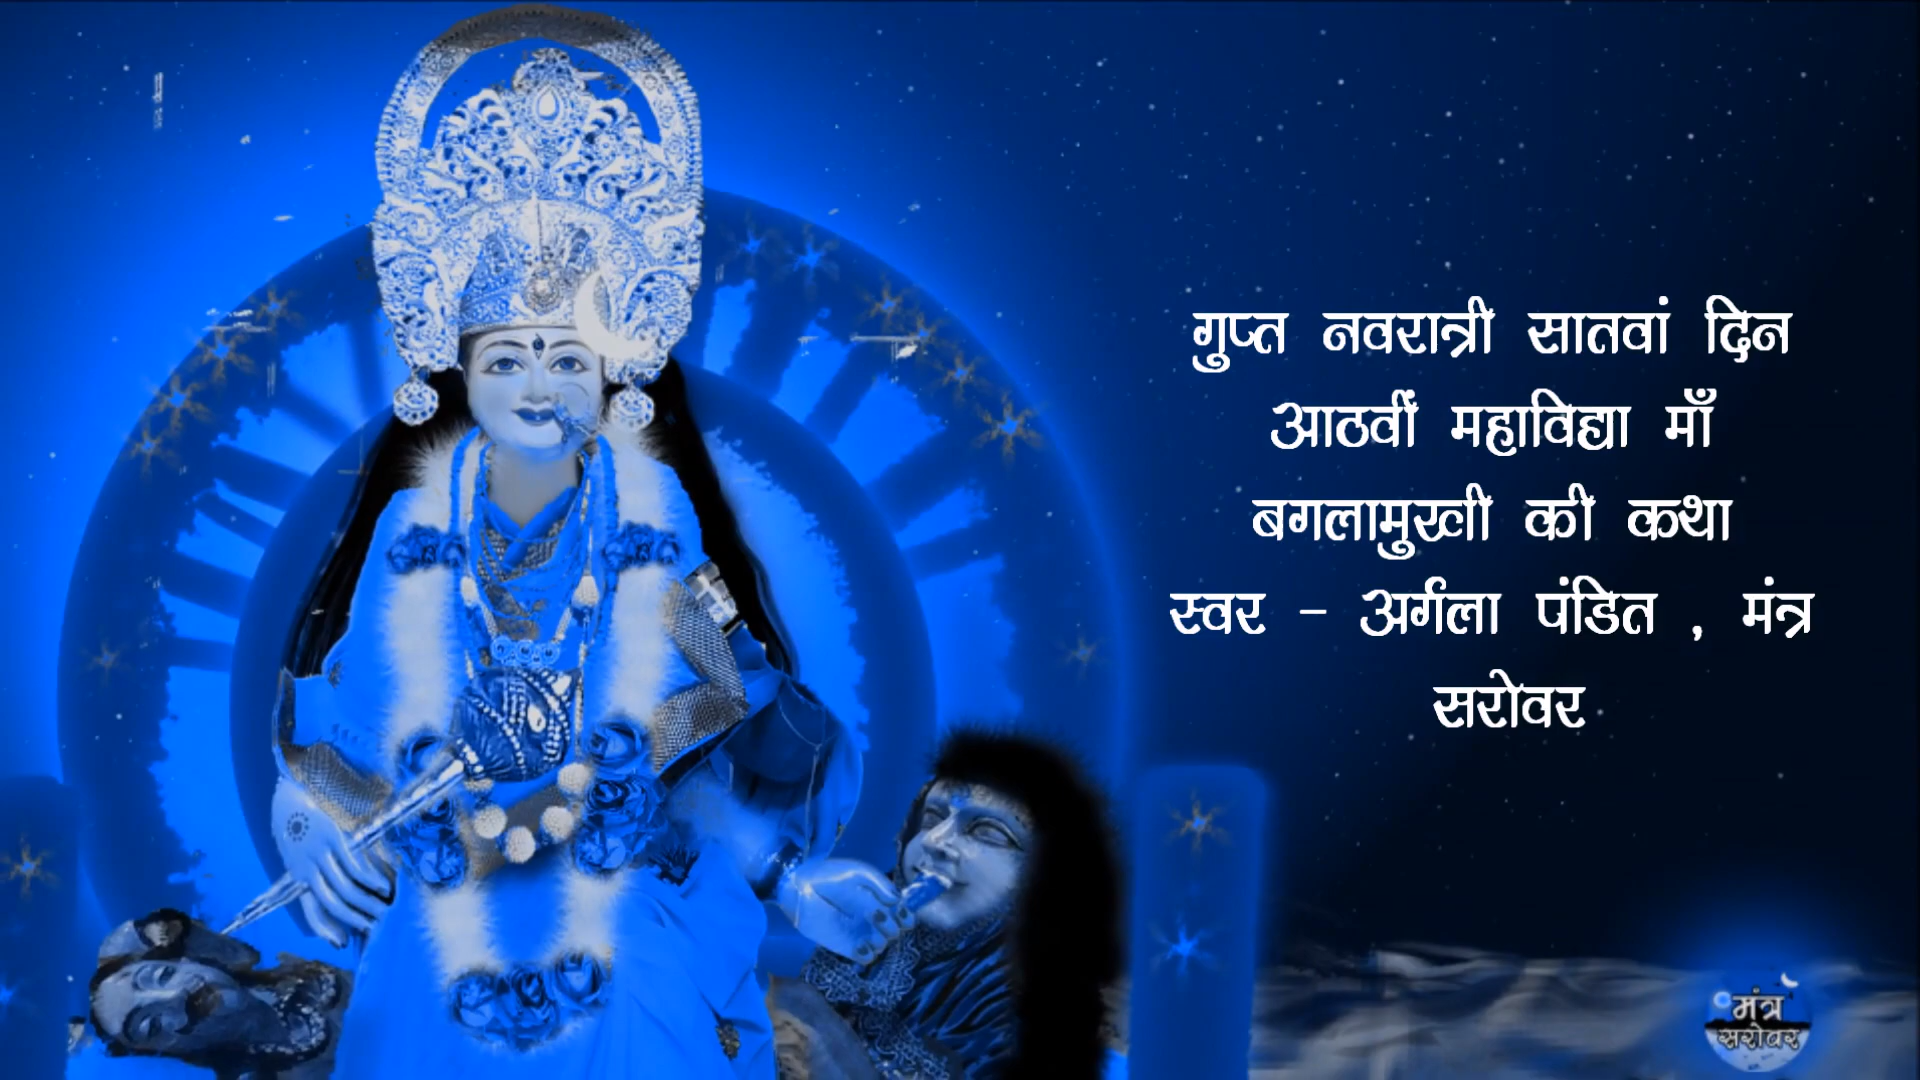 गुप्त नवरात्री सातवां दिन
आठवीं महाविद्या माँ
बगलामुखी की कथा
स्वर - अर्गला पंडित , मंत्र
सरोवर
मंत्र
सरोवर